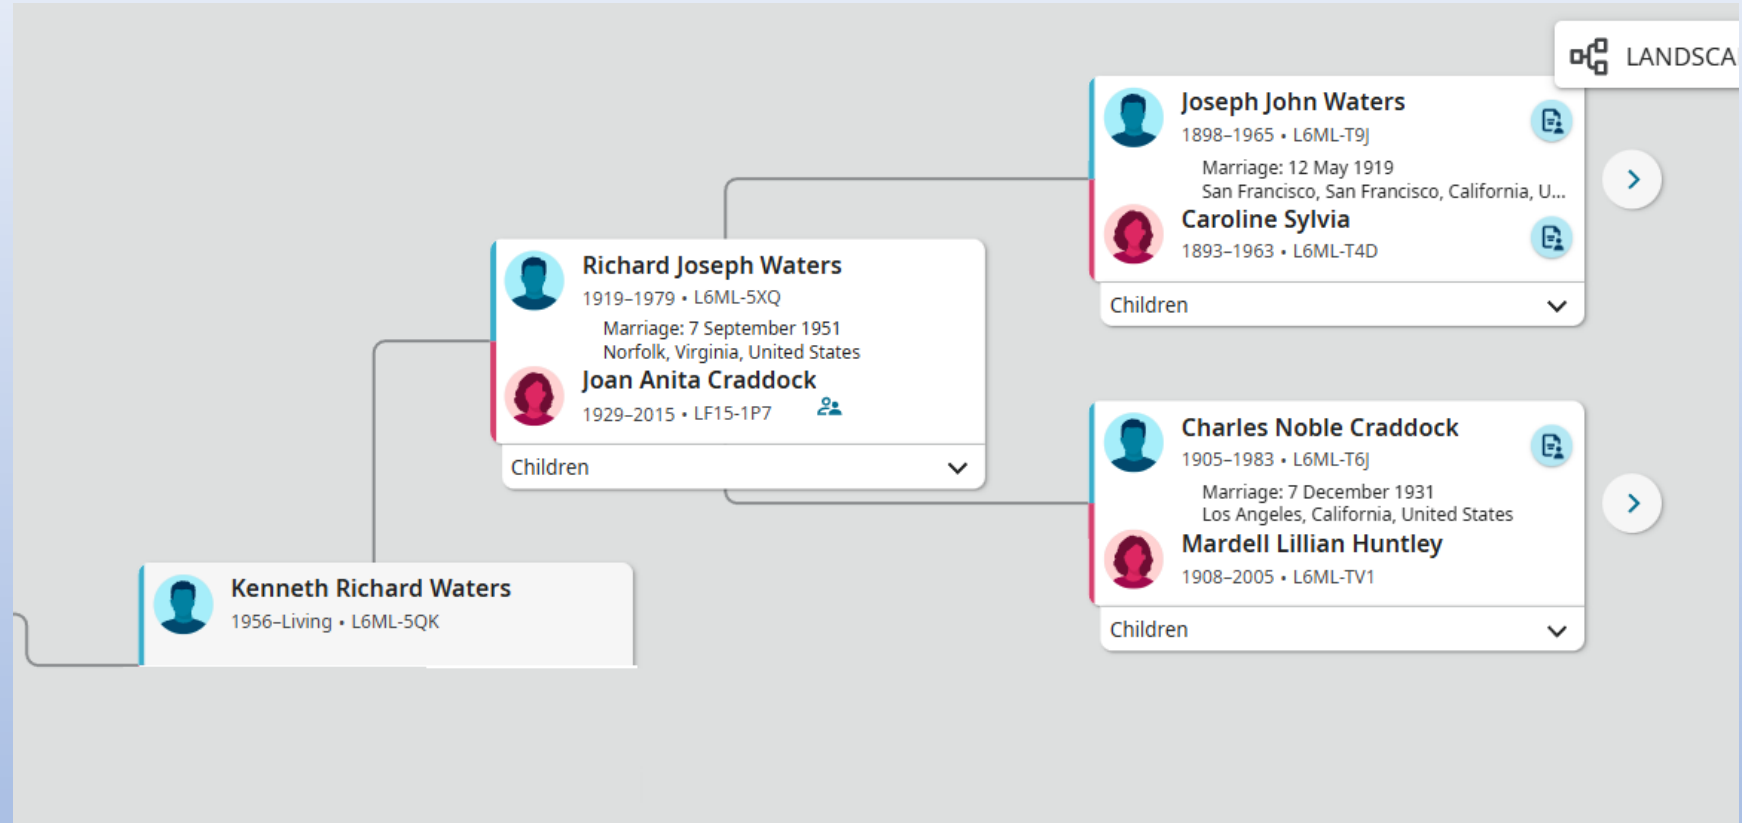 LANDSCA
Joseph John Waters
1898–1965 • L6ML-T9J
Marriage: 12 May 1919
San Francisco, San Francisco, California, U...
Caroline Sylvia
1893–1963 • L6ML-T4D
Children
Richard Joseph Waters
1919–1979 • L6ML-5XQ
Marriage: 7 September 1951
Norfolk, Virginia, United States
Joan Anita Craddock
1929–2015 • LF15-1P7
Children
Charles Noble Craddock
1905–1983 • L6ML-T6J
Marriage: 7 December 1931
Los Angeles, California, United States
Mardell Lillian Huntley
1908–2005 • L6ML-TV1
Children
Kenneth Richard Waters
1956–Living • L6ML-5QK